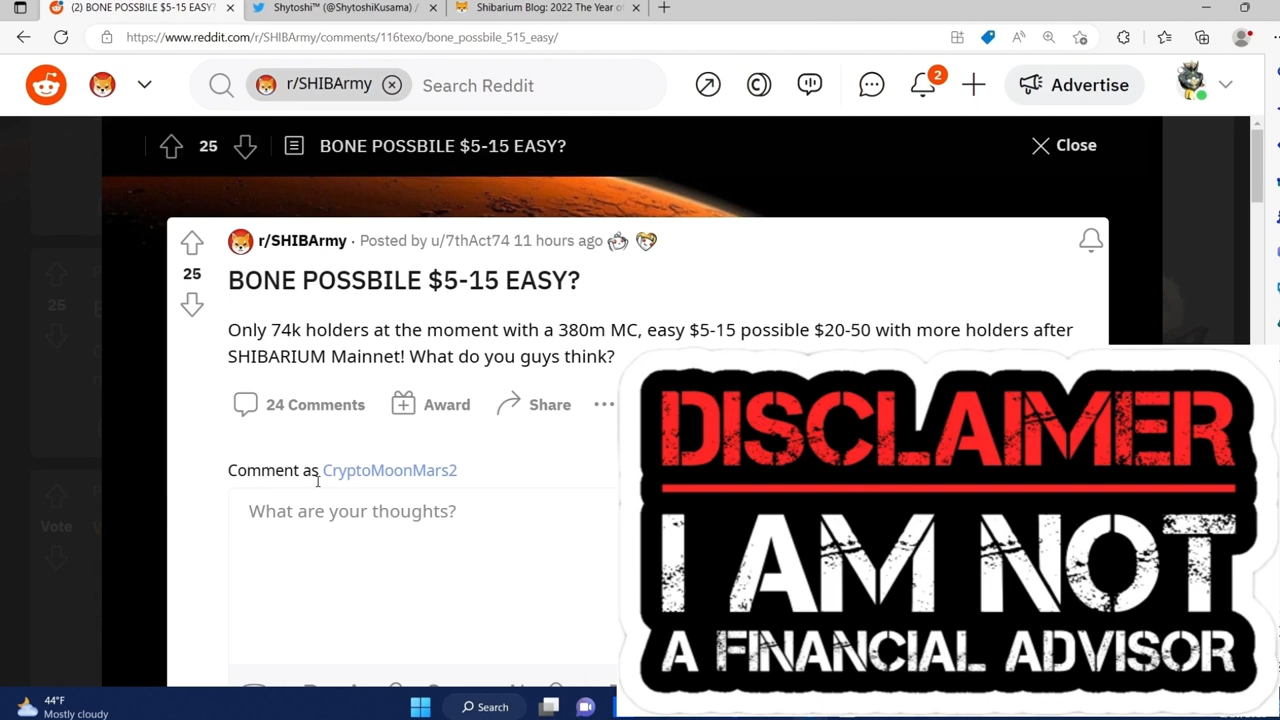 (2) BONE POSSBILE $5-15 EASY?
Shytoshi™ (@ShytoshiKusama) /
Shibarium Blog: 2022 The Year of
https://www.reddit.com/r/SHIBArmy/comments/116texo/bone_possbile_515_easy/
r/SHIBArmy
Search Reddit
2
Advertise
25
BONE POSSBILE $5-15 EASY?
Close
r/SHIBArmy · Posted by u/7thAct74 11 hours ago
25
BONE POSSBILE $5-15 EASY?
Only 74k holders at the moment with a 380m MC, easy $5-15 possible $20-50 with more holders after
SHIBARIUM Mainnet! What do you guys think?
24 Comments
Award
Share
Comment as CryptoMoonMars2
What are your thoughts?
25
Vote
DISCLAIMER
I AM NOT
A FINANCIAL ADVISOR
44°F
Mostly cloudy
Search